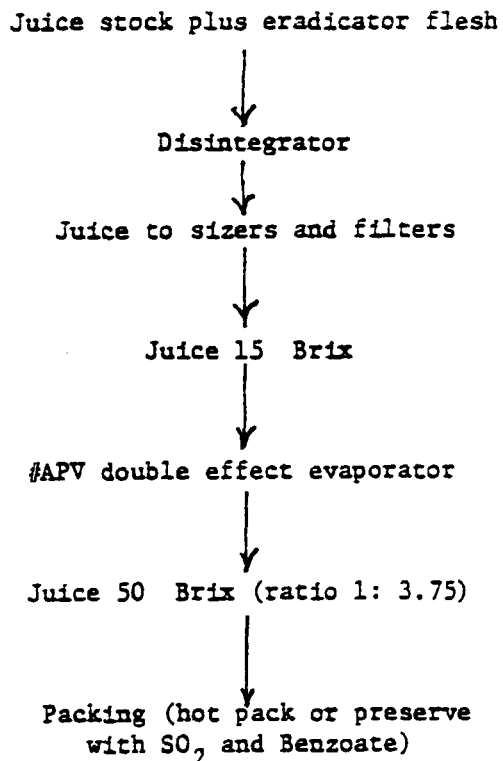 Juice stock plus eradicator flesh
Disintegrator
Juice to sizers and filters
Juice 15 Brix
#APV double effect evaporator
Juice 50 Brix (ratio 1: 3.75)
Packing (hot pack or preserve
with SO₂ and Benzoate)